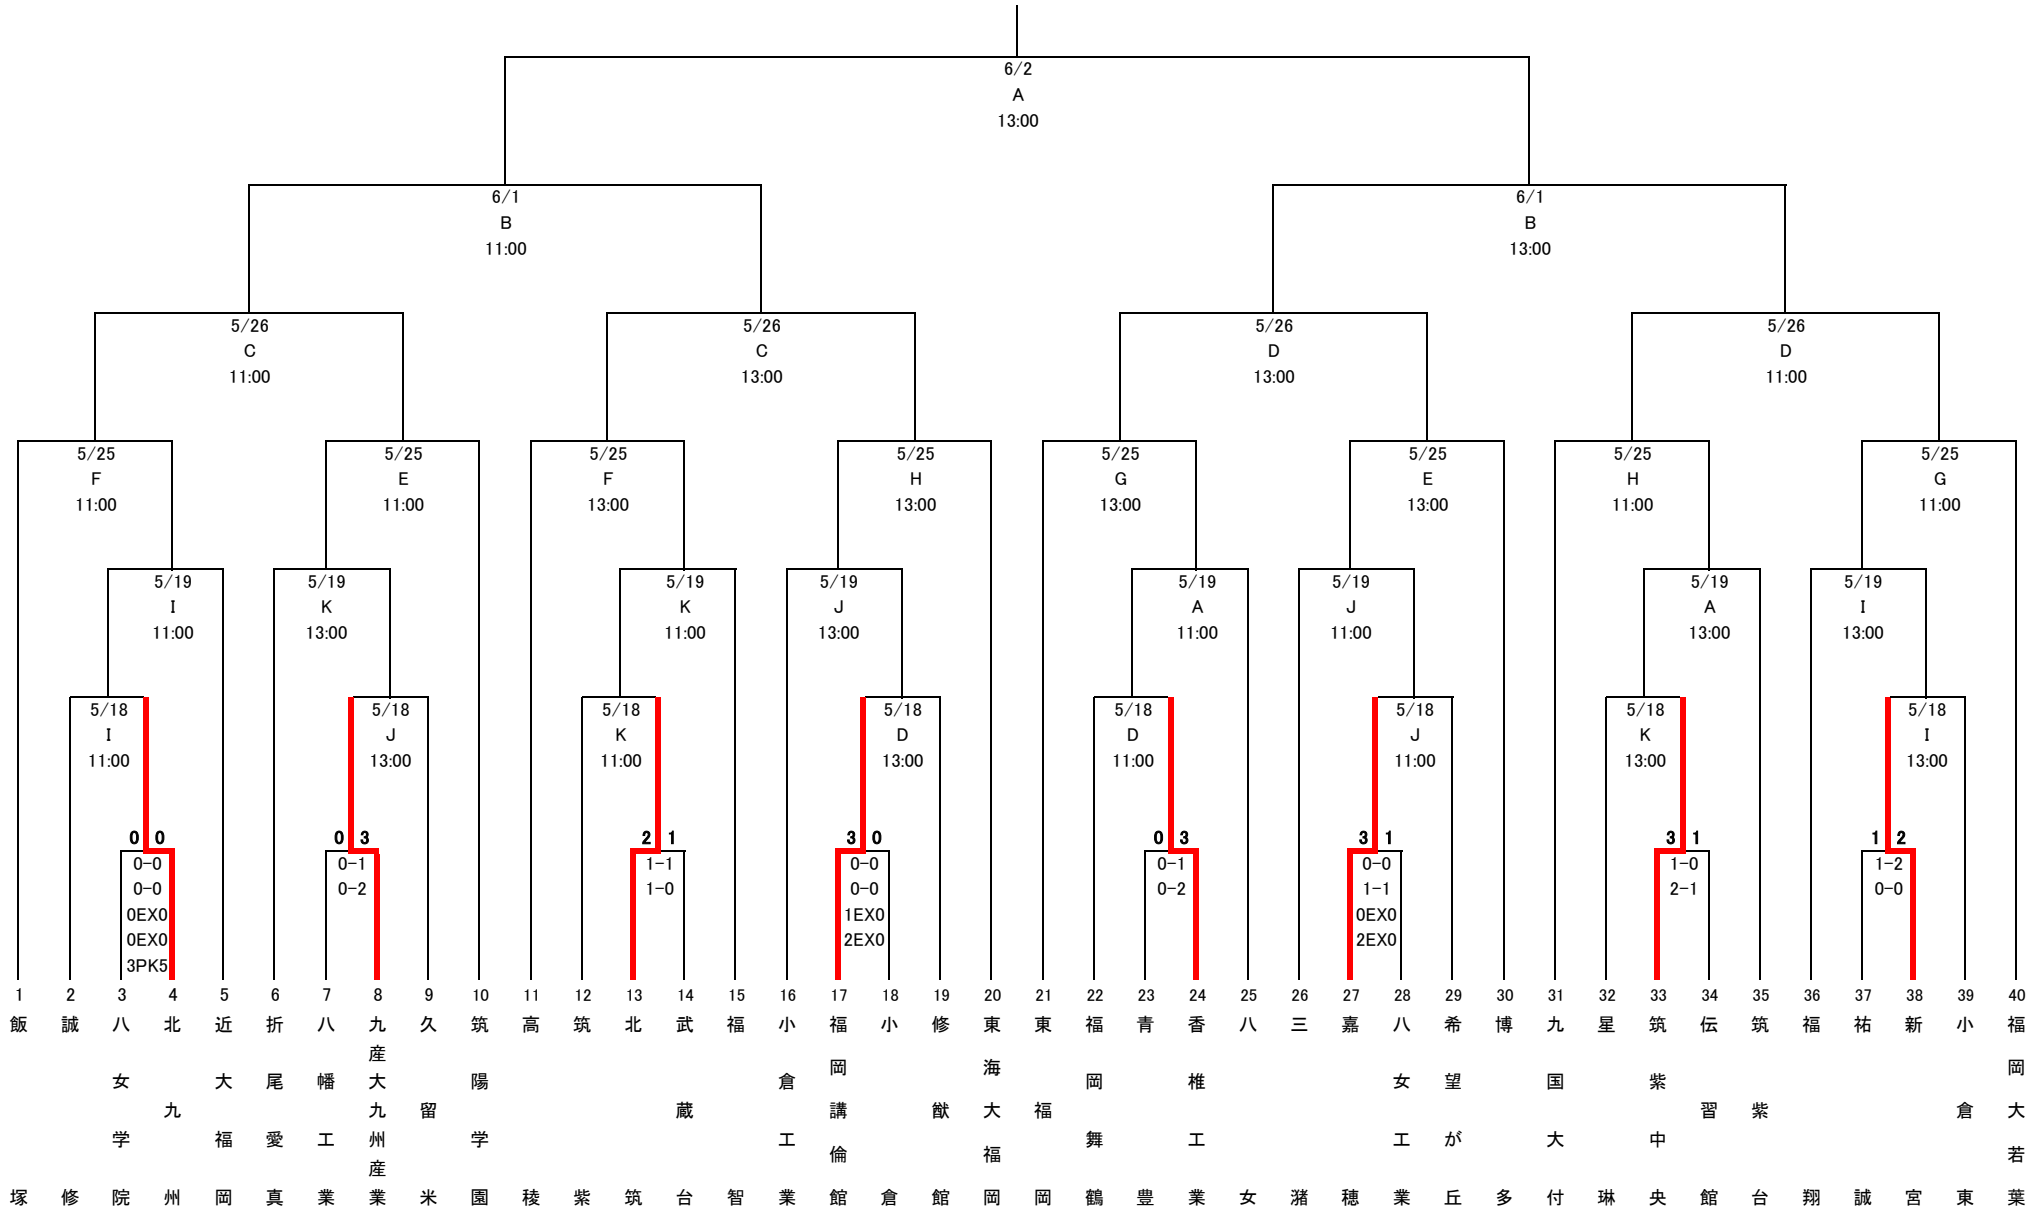 6/2
A
13:00
6/1
B
11:00
6/1
B
13:00
5/26
C
11:00
5/26
C
13:00
5/26
D
13:00
5/26
D
11:00
5/25
F
11:00
5/25
E
11:00
5/25
F
13:00
5/25
H
13:00
5/25
G
13:00
5/25
E
13:00
5/25
H
11:00
5/25
G
11:00
5/19
I
11:00
5/19
K
13:00
5/19
K
11:00
5/19
J
13:00
5/19
A
11:00
5/19
J
11:00
5/19
A
13:00
5/19
I
13:00
5/18
I
11:00
5/18
J
13:00
5/18
K
11:00
5/18
D
13:00
5/18
D
11:00
5/18
J
11:00
5/18
K
13:00
5/18
I
13:00
0 0
0-0
0-0
0EX0
0EX0
3PK5
0 3
0-1
0-2
2 1
1-1
1-0
3 0
0-0
0-0
1EX0
2EX0
0 3
0-1
0-2
3 1
0-0
1-1
0EX0
2EX0
3 1
1-0
2-1
1 2
1-2
0-0
1 飯塚
2 誠修
3 八女学院
4 北九州
5 近大福岡
6 折尾愛真
7 八幡工業
8 九産大九州産業
9 久留米
10 筑陽学園
11 高稜
12 筑紫
13 北筑
14 武蔵台
15 福智
16 小倉工業
17 福岡講倫館
18 小倉
19 修猷館
20 東海大福岡
21 東福岡
22 福岡舞鶴
23 青豊
24 香椎工業
25 八女
26 三潴
27 嘉穂
28 八女工業
29 希望が丘
30 博多
31 九国大付
32 星琳
33 筑紫中央
34 伝習館
35 筑紫台
36 福翔
37 祐誠
38 新宮
39 小倉東
40 福岡大若葉